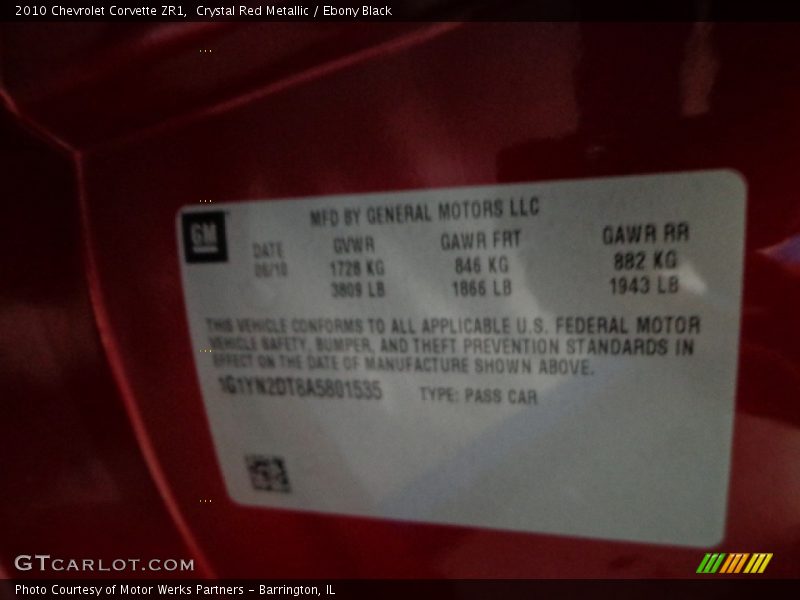 2010 Chevrolet Corvette ZR1,  Crystal Red Metallic / Ebony Black
MFD BY GENERAL MOTORS LLC
GM
DATE GVWR GAWR FRT GAWR RR
06/10 1728 KG 846 KG 882 KG
3809 LB 1866 LB 1943 LB
THIS VEHICLE CONFORMS TO ALL APPLICABLE U.S. FEDERAL MOTOR
VEHICLE SAFETY, BUMPER, AND THEFT PREVENTION STANDARDS IN
EFFECT ON THE DATE OF MANUFACTURE SHOWN ABOVE.
1G1YN2DT8A5801535 TYPE: PASS CAR
GTCARLOT.COM
Photo Courtesy of Motor Werks Partners - Barrington, IL